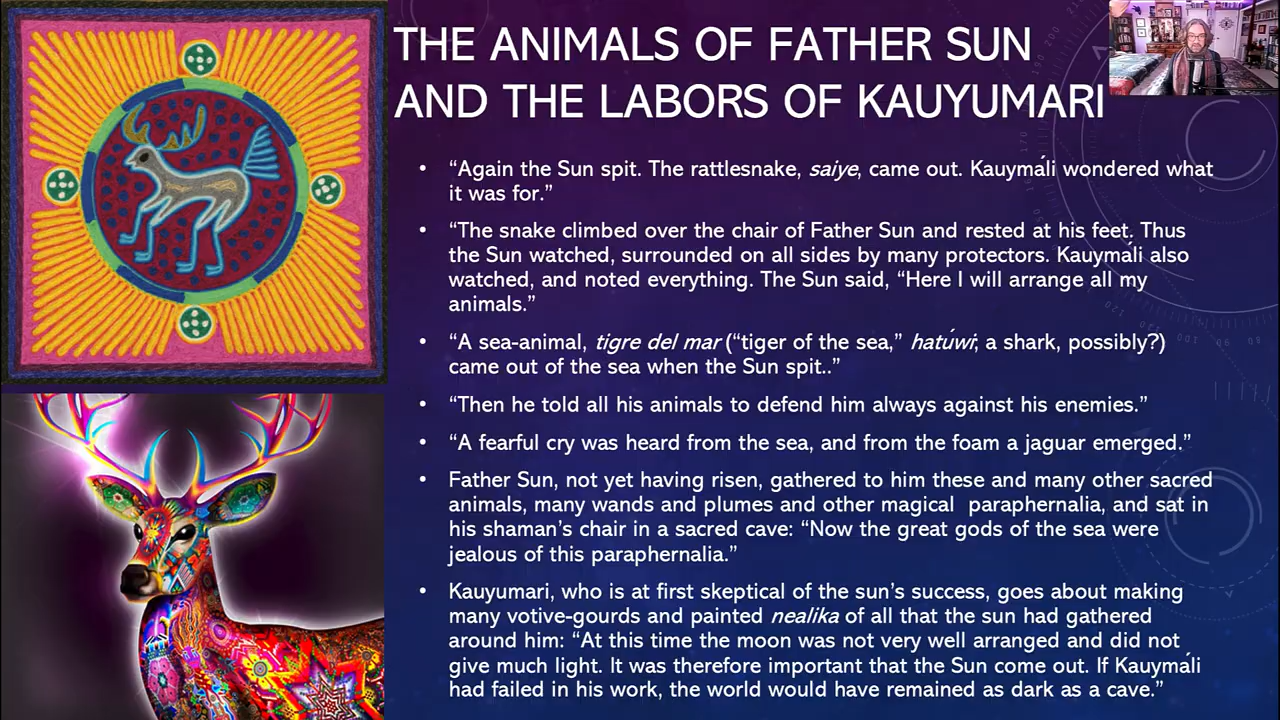 THE ANIMALS OF FATHER SUN
AND THE LABORS OF KAUYUMARI
• “Again the Sun spit. The rattlesnake, saiye, came out. Kauymáli wondered what
it was for.”
• “The snake climbed over the chair of Father Sun and rested at his feet. Thus
the Sun watched, surrounded on all sides by many protectors. Kauymáli also
watched, and noted everything. The Sun said, “Here I will arrange all my
animals.”
• “A sea-animal, tigre del mar (“tiger of the sea,” hatúwi; a shark, possibly?)
came out of the sea when the Sun spit..”
• “Then he told all his animals to defend him always against his enemies.”
• “A fearful cry was heard from the sea, and from the foam a jaguar emerged.”
• Father Sun, not yet having risen, gathered to him these and many other sacred
animals, many wands and plumes and other magical  paraphernalia, and sat in
his shaman’s chair in a sacred cave: “Now the great gods of the sea were
jealous of this paraphernalia.”
• Kauyumari, who is at first skeptical of the sun’s success, goes about making
many votive-gourds and painted nealika of all that the sun had gathered
around him: “At this time the moon was not very well arranged and did not
give much light. It was therefore important that the Sun come out. If Kauymáli
had failed in his work, the world would have remained as dark as a cave.”